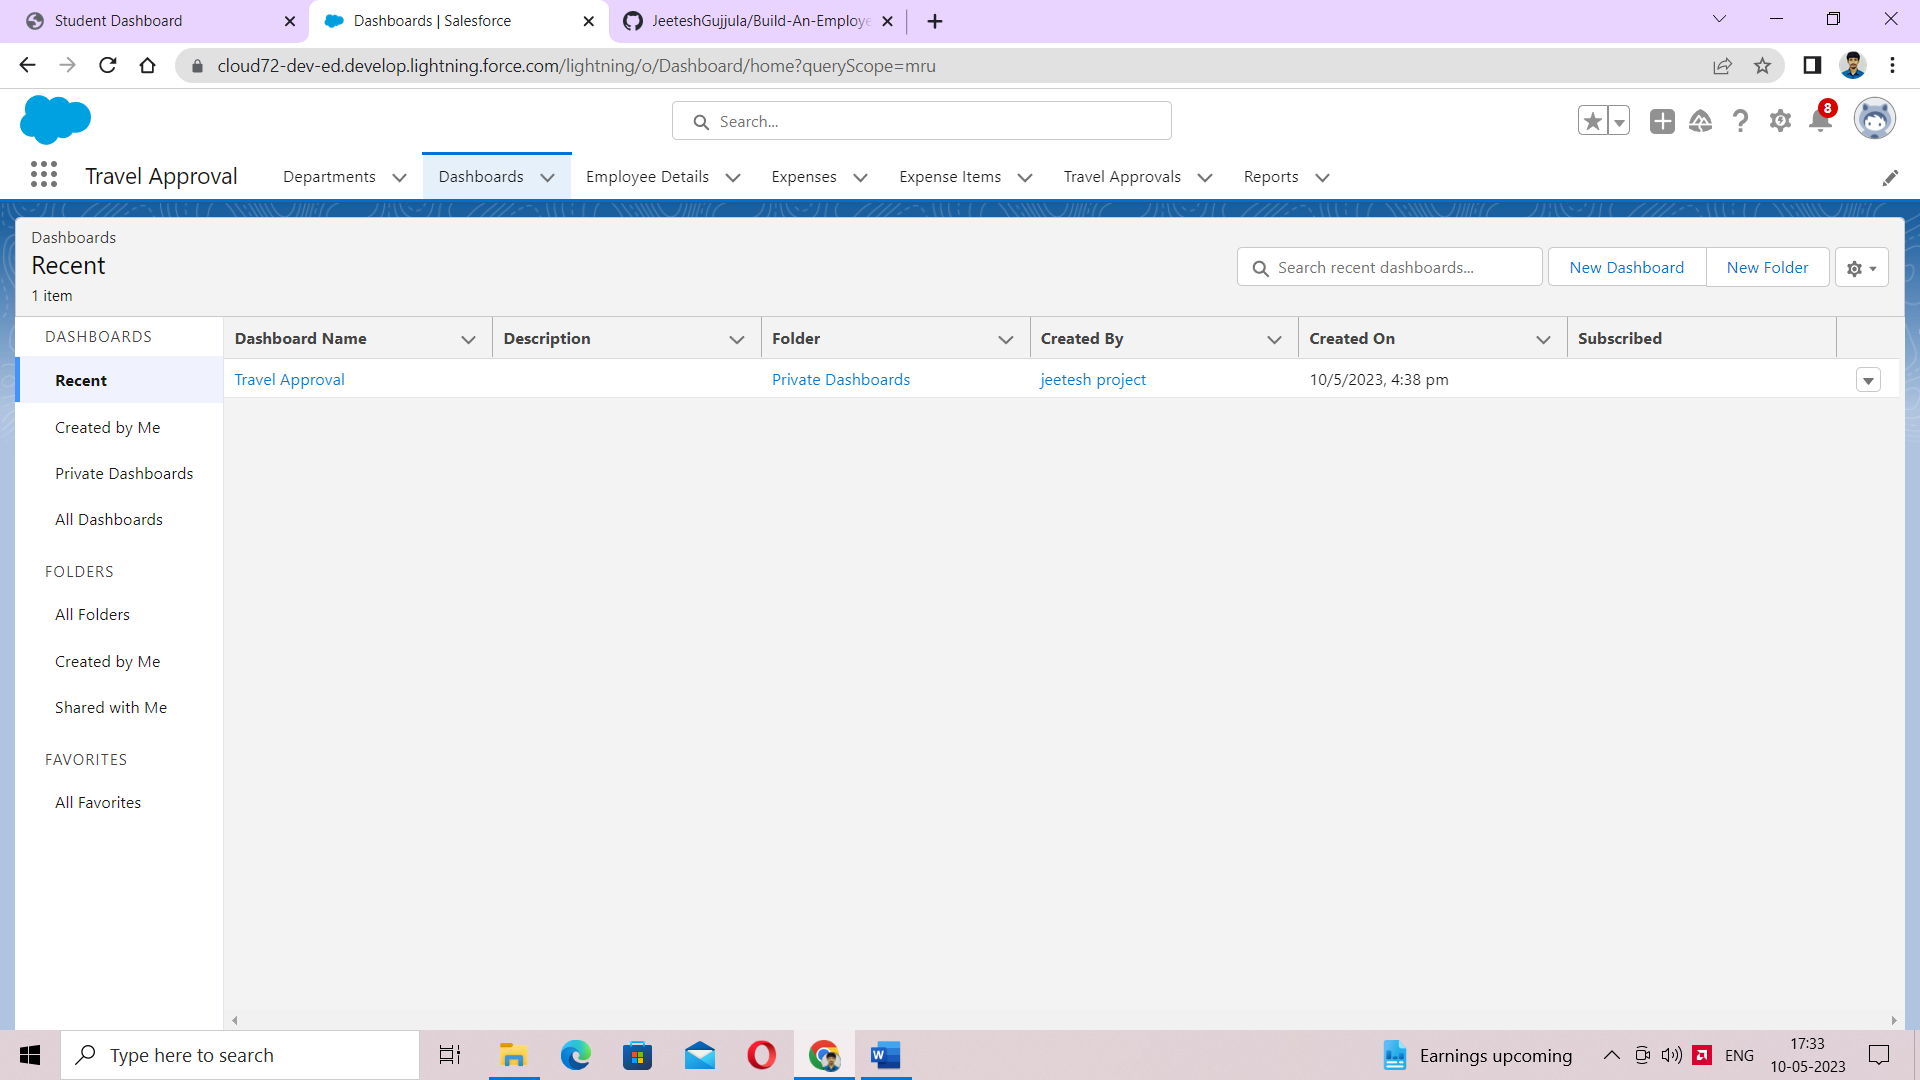 Student Dashboard
Dashboards | Salesforce
JeeteshGujjula/Build-An-Employe
cloud72-dev-ed.develop.lightning.force.com/lightning/o/Dashboard/home?queryScope=mru
Search...
8
Travel Approval
Departments
Dashboards
Employee Details
Expenses
Expense Items
Travel Approvals
Reports
Dashboards
Recent
1 item
Search recent dashboards...
New Dashboard
New Folder
DASHBOARDS
Recent
Created by Me
Private Dashboards
All Dashboards
FOLDERS
All Folders
Created by Me
Shared with Me
FAVORITES
All Favorites
Dashboard Name
Description
Folder
Created By
Created On
Subscribed
Travel Approval
Private Dashboards
jeetesh project
10/5/2023, 4:38 pm
Type here to search
Earnings upcoming
ENG
17:33
10-05-2023